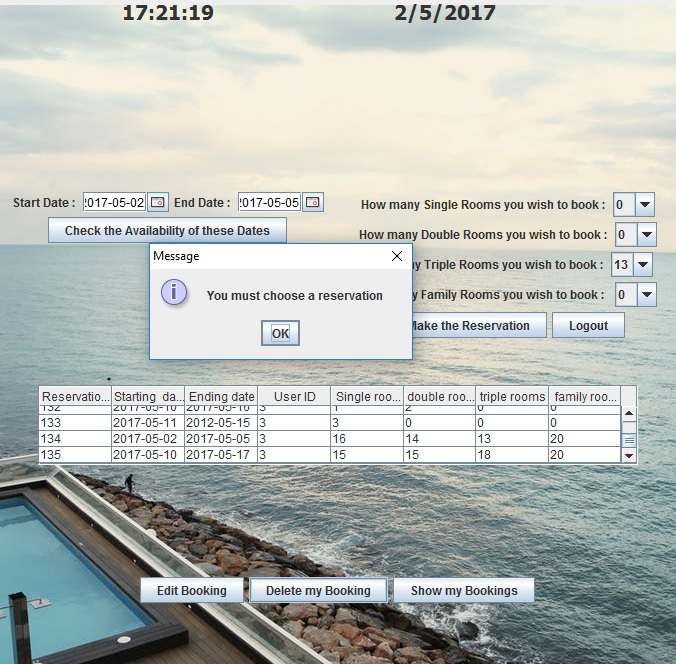 17:21:19 2/5/2017
Start Date : 2017-05-02 End Date : 2017-05-05 How many Single Rooms you wish to book : 0
Check the Availability of these Dates How many Double Rooms you wish to book : 0
Message
Triple Rooms you wish to book : 13
You must choose a reservation
Family Rooms you wish to book : 0
OK
Make the Reservation Logout
Reservatio... Starting da... Ending date User ID Single roo... double roo... triple rooms family roo...
132 2017-05-10 2017-05-16 3 1 2 0 0
133 2017-05-11 2012-05-15 3 3 0 0 0
134 2017-05-02 2017-05-05 3 16 14 13 20
135 2017-05-10 2017-05-17 3 15 15 18 20
Edit Booking Delete my Booking Show my Bookings